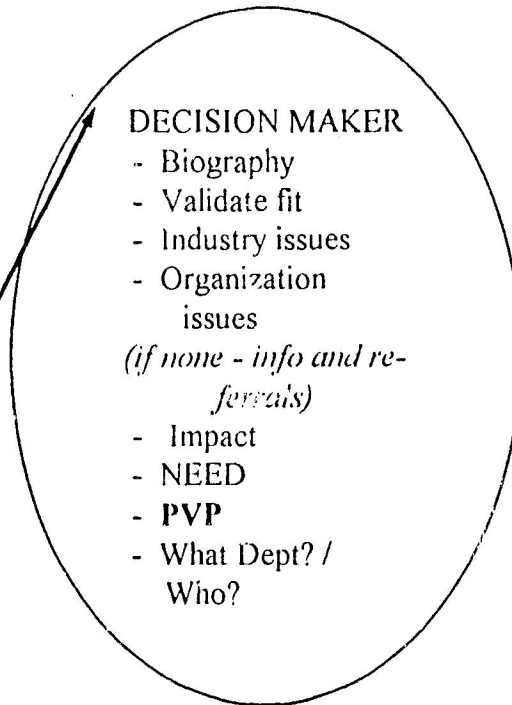 DECISION MAKER
- Biography
- Validate fit
- Industry issues
- Organization
issues
(if none - info and re-
ferrals)
- Impact
- NEED
- PVP
- What Dept? /
Who?